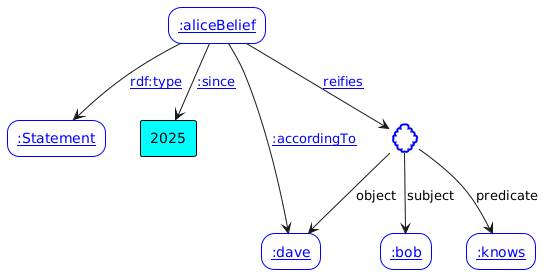 :aliceBelief
rdf:type
:since
reifies
:Statement
2025
:accordingTo
object
subject
predicate
:dave
:bob
:knows